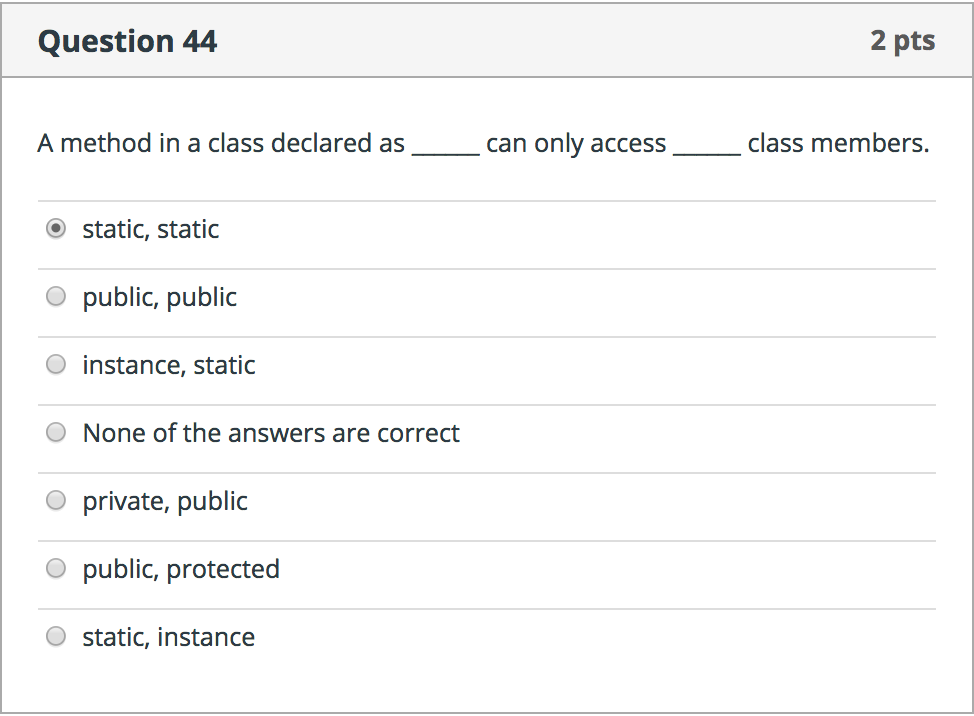 Question 44
2 pts
A method in a class declared as ______ can only access ______ class members.
static, static
public, public
instance, static
None of the answers are correct
private, public
public, protected
static, instance